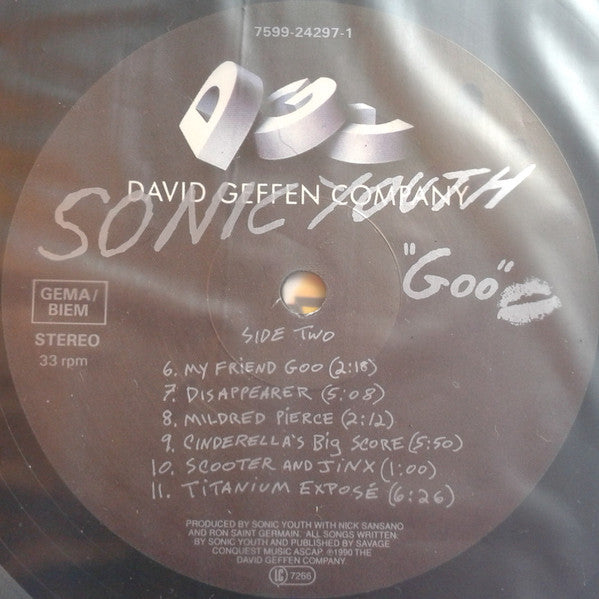 7599-24297-1
DGC
DAVID GEFFEN COMPANY
SONIC YOUTH
"Goo"
GEMA/
BIEM
STEREO
33 rpm
SIDE TWO
6. MY FRIEND GOO (2:18)
7. DISAPPEARER (5:08)
8. MILDRED PIERCE (2:12)
9. CINDERELLA'S Big SCORE (5:50)
10. SCOOTER AND JINX (1:00)
11. TITANIUM EXPOSÉ (6:26)
PRODUCED BY SONIC YOUTH WITH NICK SANSANO
AND RON SAINT GERMAIN. ALL SONGS WRITTEN
BY SONIC YOUTH AND PUBLISHED BY SAVAGE
CONQUEST MUSIC ASCAP. ℗1990 THE
DAVID GEFFEN COMPANY.
LC 7266